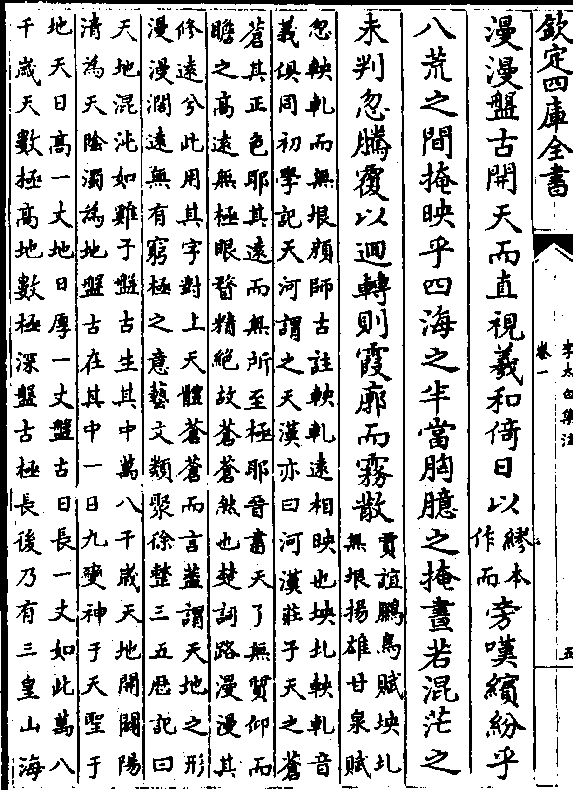 欽定四庫全書
李太白集注
卷一
五
漫漫盤古開天而直視羲和倚日以
繆本
作而
旁嘆繽紛乎
八荒之間掩映乎四海之半當胸臆之掩晝若混茫之
未判忽騰覆以迴轉則霞廓而霧散
賈誼鵩鳥賦坱圠
無垠揚雄甘泉賦
忽軮軋而無垠顔師古註軮軋遠相映也坱圠軮軋音
義俱同初學記天河謂之天漢亦曰河漢莊子天之蒼
蒼其正色耶其遠而無所至極耶晉書天了無質仰而
瞻之高遠無極眼瞀精絶故蒼蒼然也楚詞路漫漫其
修遠兮此用其字對上天體蒼蒼而言蓋謂天地之形
漫漫濶遠無有窮極之意藝文類聚徐整三五厯記曰
天地混沌如雞子盤古生其中萬八千歲天地開闢陽
清為天隂濁為地盤古在其中一日九變神于天聖于
地天日高一丈地日厚一丈盤古日長一丈如此萬八
千歲天數極高地數極深盤古極長後乃有三皇山海